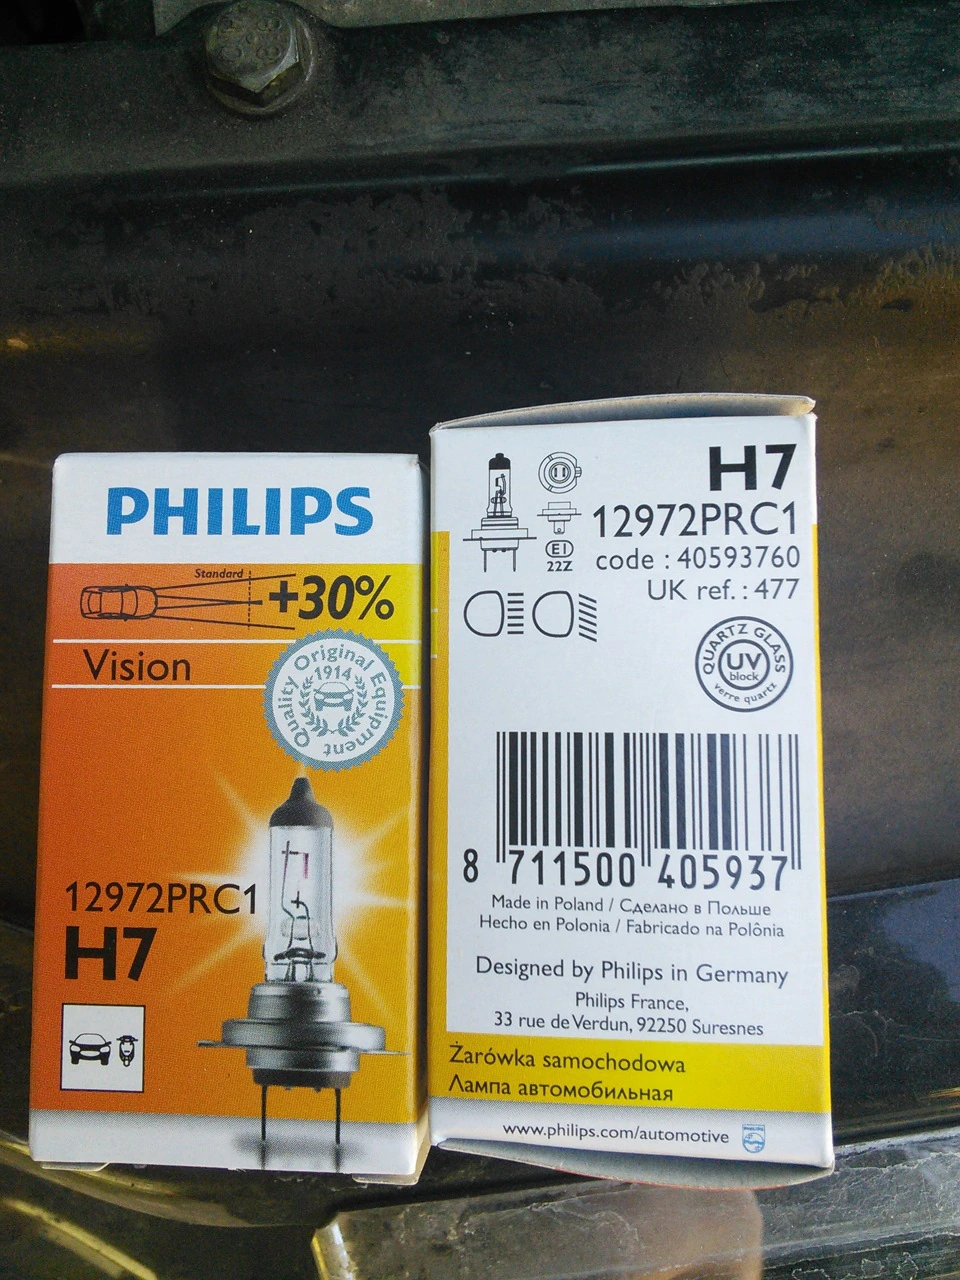 PHILIPS
Standard
+30%
Vision
Quality Original Equipment
1914
12972PRC1
H7
H7
12972PRC1
E1
22Z
code : 40593760
UK ref. : 477
QUARTZ GLASS
UV
block
verre quartz
8 711500 405937
Made in Poland / Сделано в Польше
Hecho en Polonia / Fabricado na Polônia
Designed by Philips in Germany
Philips France,
33 rue de Verdun, 92250 Suresnes
Żarówka samochodowa
Лампа автомобильная
www.philips.com/automotive
PHILIPS